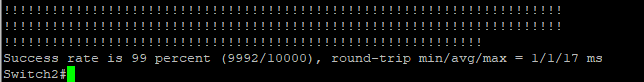 !!!!!!!!!!!!!!!!!!!!!!!!!!!!!!!!!!!!!!!!!!!!!!!!!!!!!!!!!!!!!!!!!!!!!!
!!!!!!!!!!!!!!!!!!!!!!!!!!!!!!!!!!!!!!!!!!!!!!!!!!!!!!!!!!!!!!!!!!!!!!
!!!!!!!!!!!!!!!!!!!!!!!!!!!!!!!!!!!!!!!!!!!!!!!!!!!!!!!!!!!!
Success rate is 99 percent (9992/10000), round-trip min/avg/max = 1/1/17 ms
Switch2#